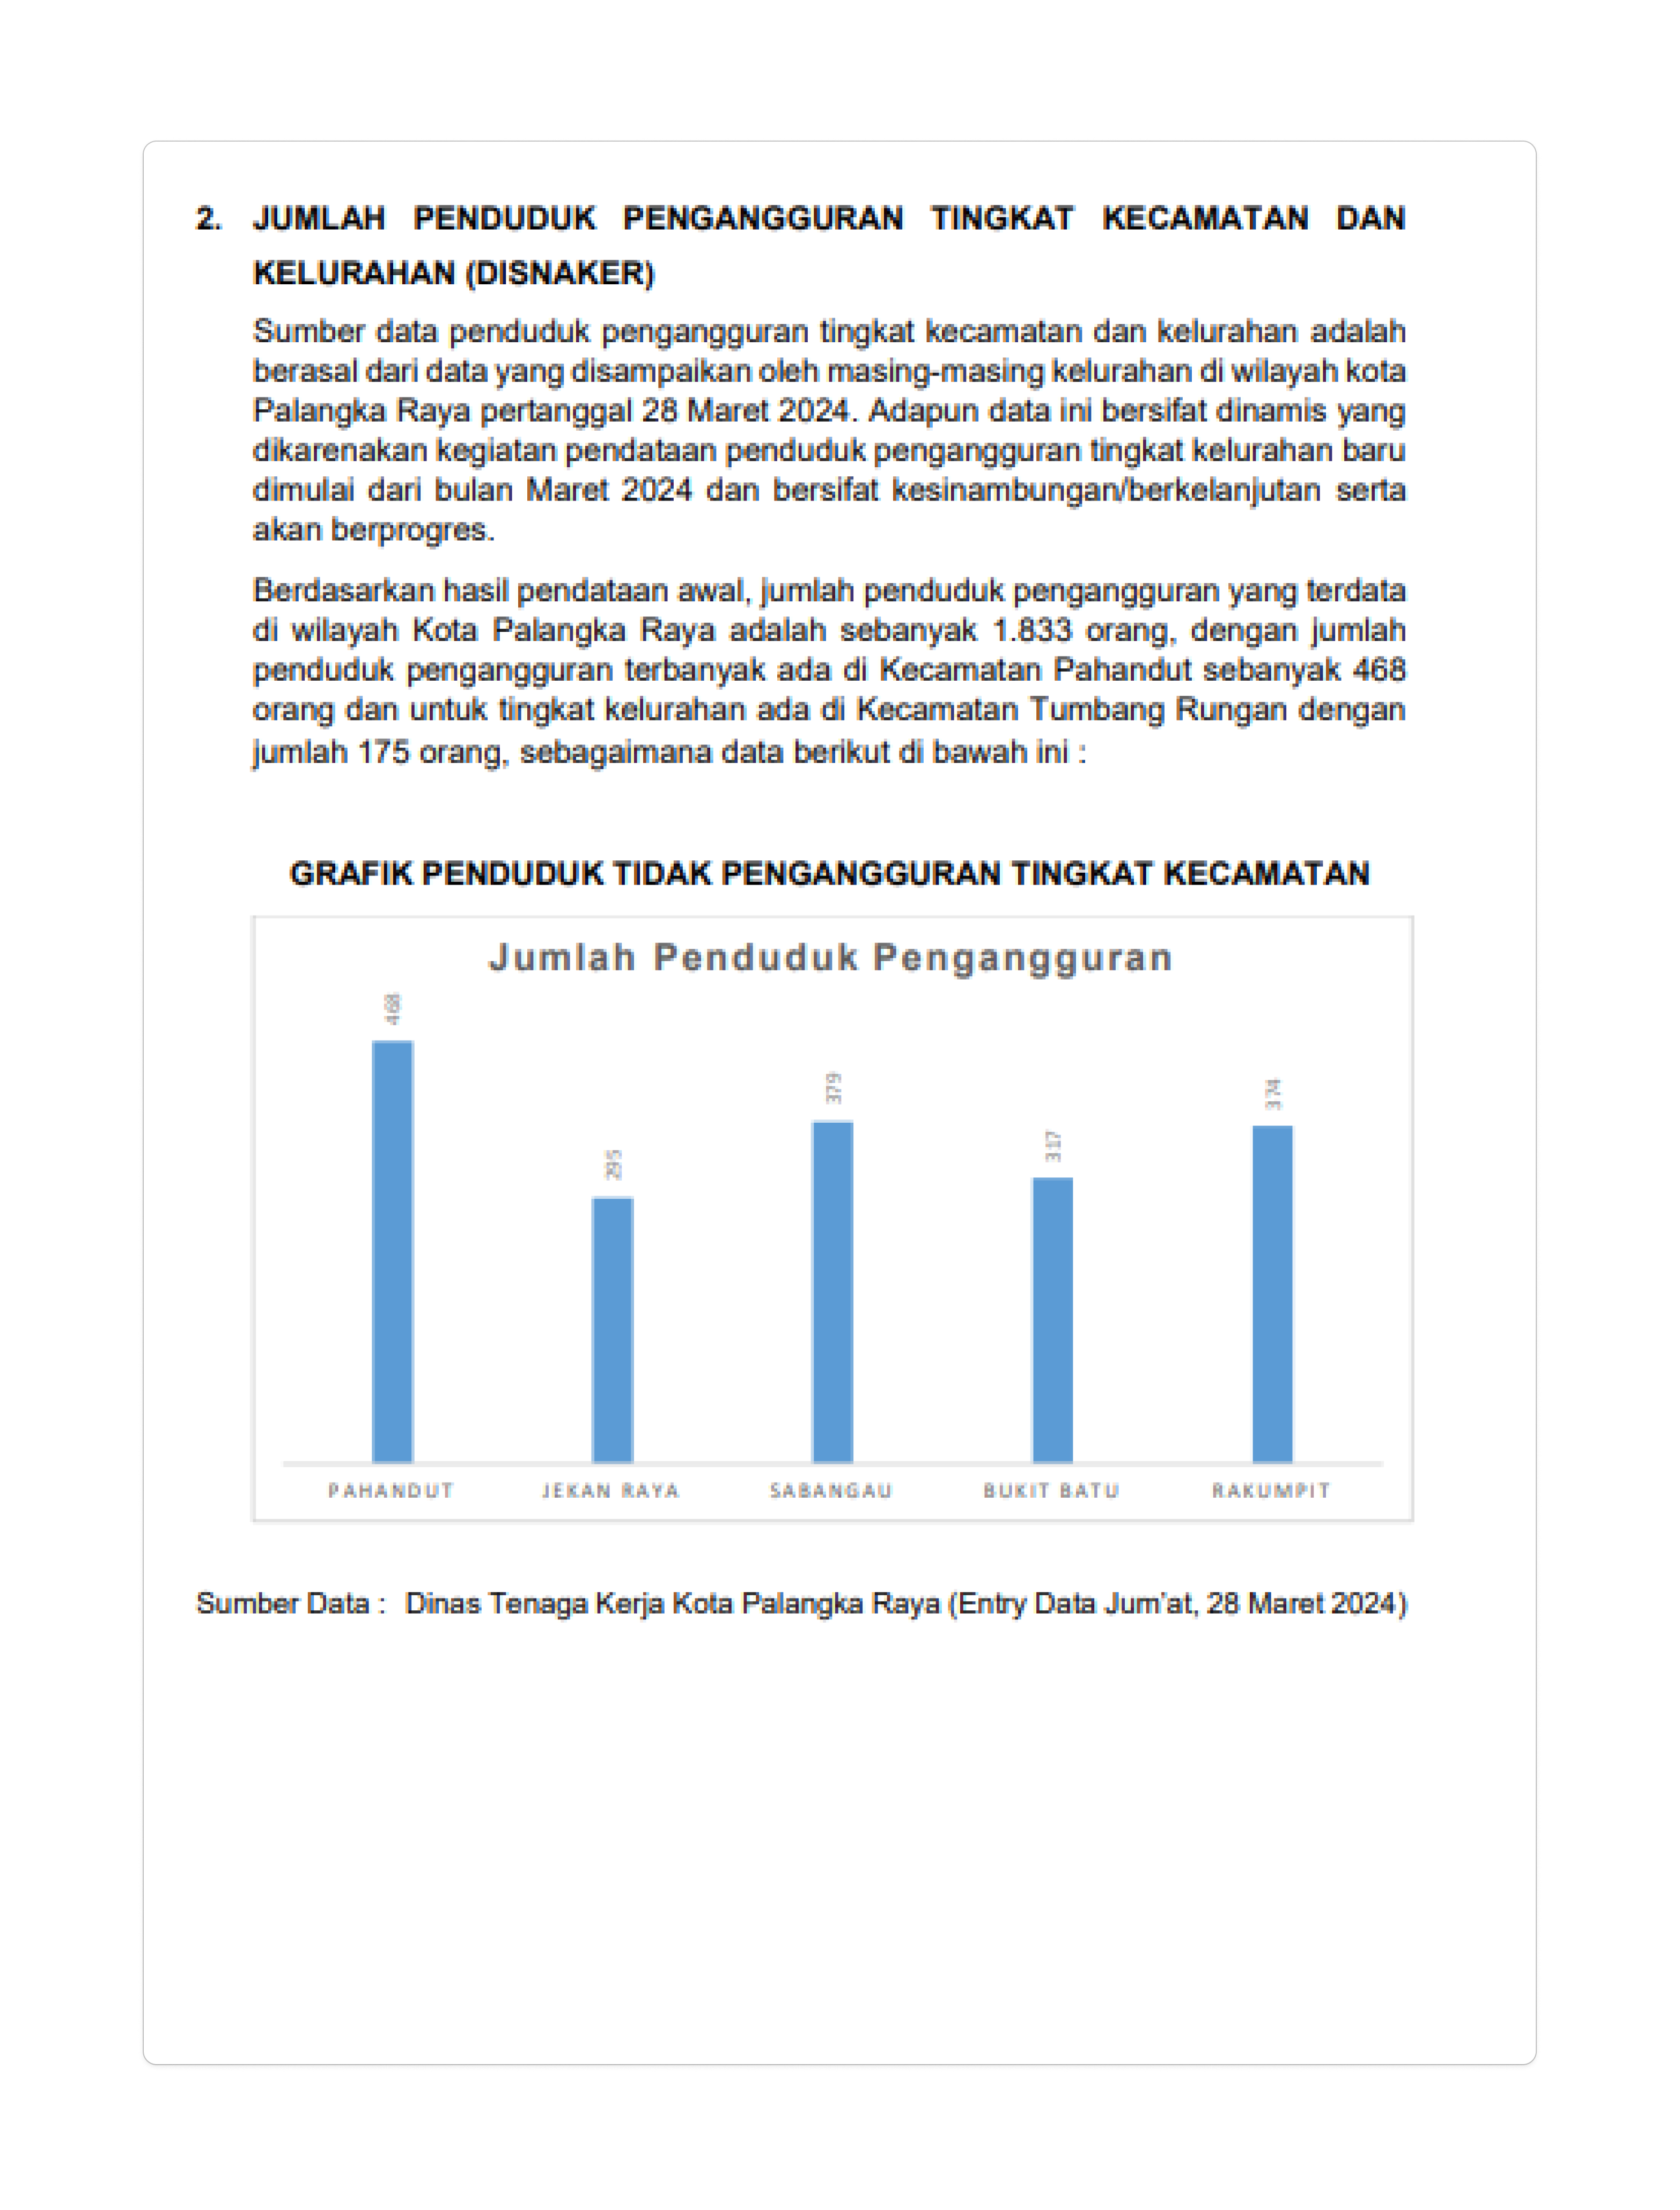 2. JUMLAH PENDUDUK PENGANGGURAN TINGKAT KECAMATAN DAN
KELURAHAN (DISNAKER)
Sumber data penduduk pengangguran tingkat kecamatan dan kelurahan adalah
berasal dari data yang disampaikan oleh masing-masing kelurahan di wilayah kota
Palangka Raya pertanggal 28 Maret 2024. Adapun data ini bersifat dinamis yang
dikarenakan kegiatan pendataan penduduk pengangguran tingkat kelurahan baru
dimulai dari bulan Maret 2024 dan bersifat kesinambungan/berkelanjutan serta
akan berprogres.
Berdasarkan hasil pendataan awal, jumlah penduduk pengangguran yang terdata
di wilayah Kota Palangka Raya adalah sebanyak 1.833 orang, dengan jumlah
penduduk pengangguran terbanyak ada di Kecamatan Pahandut sebanyak 468
orang dan untuk tingkat kelurahan ada di Kecamatan Tumbang Rungan dengan
jumlah 175 orang, sebagaimana data berikut di bawah ini :
GRAFIK PENDUDUK TIDAK PENGANGGURAN TINGKAT KECAMATAN
Jumlah Penduduk Pengangguran
468
295
379
317
374
PAHANDUT
JEKAN RAYA
SABANGAU
BUKIT BATU
RAKUMPIT
Sumber Data : Dinas Tenaga Kerja Kota Palangka Raya (Entry Data Jum'at, 28 Maret 2024)